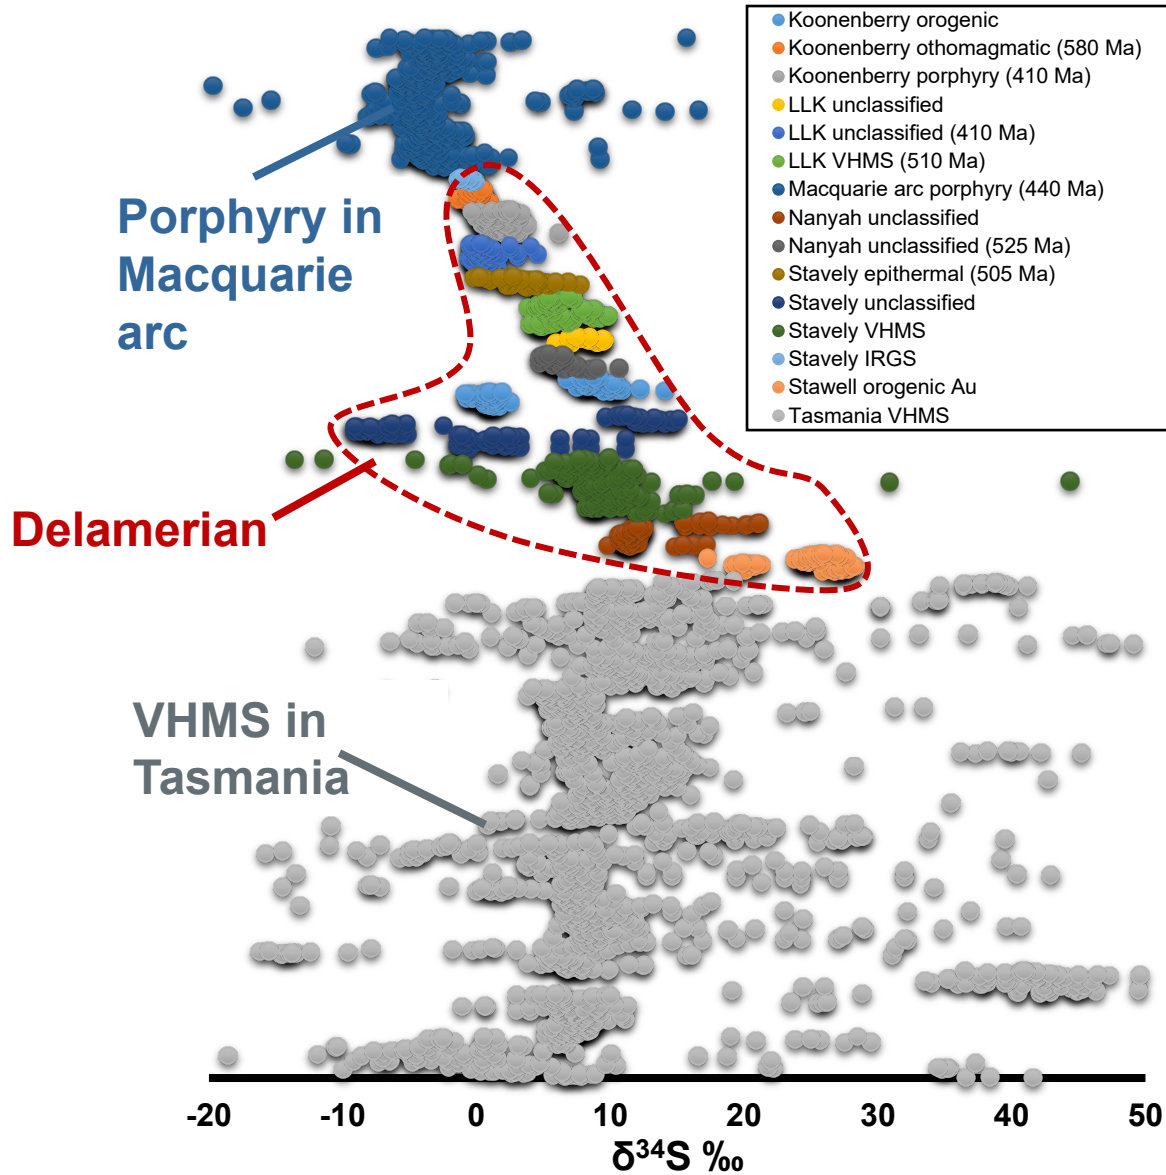 Koonenberry orogenic
Koonenberry othomagmatic (580 Ma)
Koonenberry porphyry (410 Ma)
LLK unclassified
LLK unclassified (410 Ma)
LLK VHMS (510 Ma)
Macquarie arc porphyry (440 Ma)
Nanyah unclassified
Nanyah unclassified (525 Ma)
Stavely epithermal (505 Ma)
Stavely unclassified
Stavely VHMS
Stavely IRGS
Stawell orogenic Au
Tasmania VHMS
Porphyry in
Macquarie
arc
Delamerian
VHMS in
Tasmania
-20 -10 0 10 20 30 40 50
δ³⁴S ‰